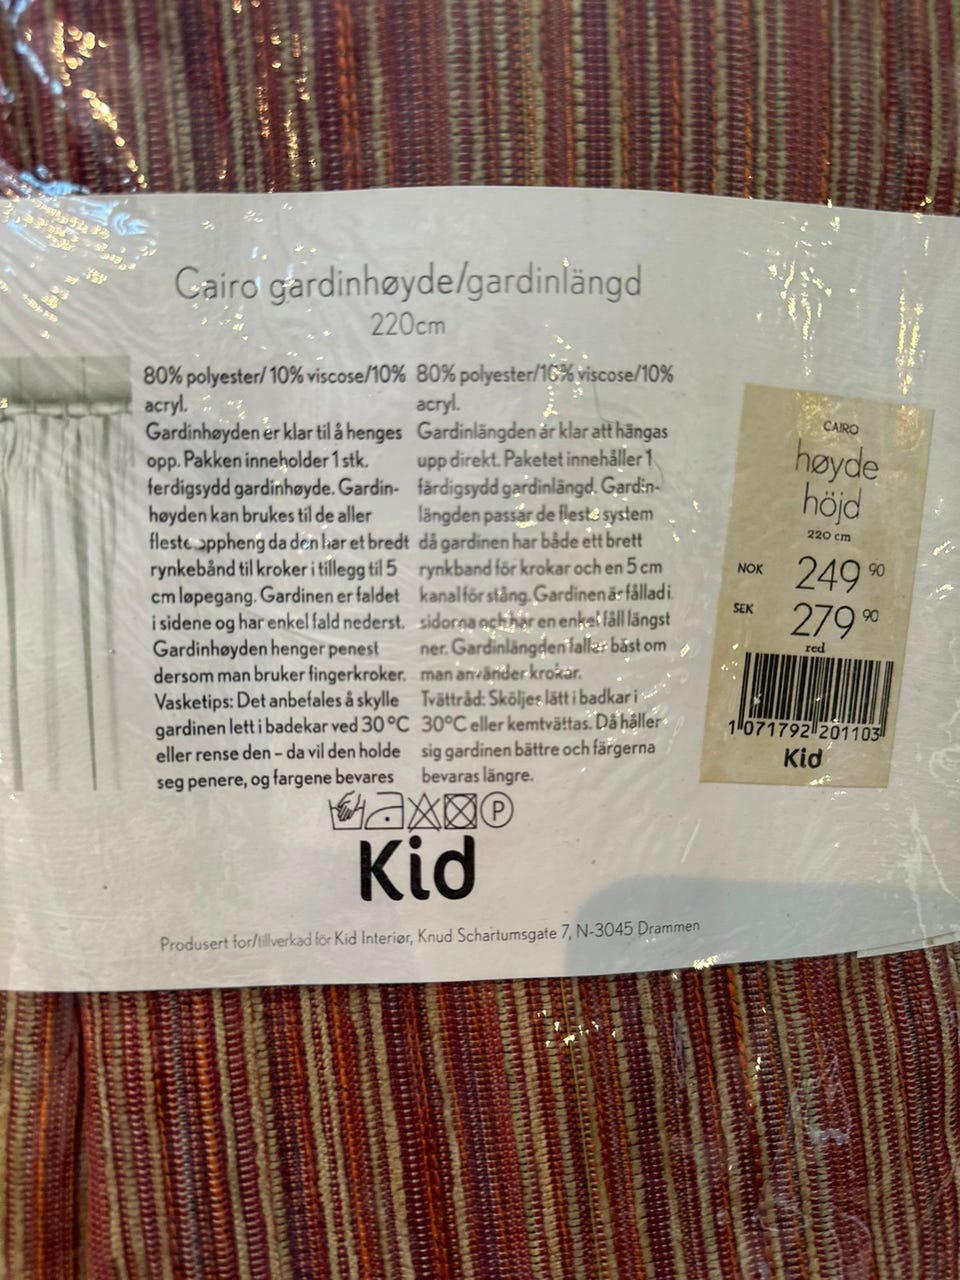 Cairo gardinhøyde/gardinlängd
220cm
80% polyester/ 10% viscose/10%
acryl.
Gardinhøyden er klar til å henges
opp. Pakken inneholder 1 stk.
ferdigsydd gardinhøyde. Gardin-
høyden kan brukes til de aller
fleste oppheng da den har et bredt
rynkebånd til kroker i tillegg til 5
cm løpegang. Gardinen er faldet
i sidene og har enkel fald nederst.
Gardinhøyden henger penest
dersom man bruker fingerkroker.
Vasketips: Det anbefales å skylle
gardinen lett i badekar ved 30°C
eller rense den – da vil den holde
seg penere, og fargene bevares
80% polyester/10% viscose/10%
acryl.
Gardinlängden är klar att hängas
upp direkt. Paketet innehåller 1
färdigsydd gardinlängd. Gardin-
längden passar de flesta system
då gardinen har både ett brett
rynkband för krokar och en 5 cm
kanal för stång. Gardinen är fållad i
sidorna och har en enkel fåll längst
ner. Gardinlängden faller bäst om
man använder krokar.
Tvättråd: Sköljes lätt i badkar i
30°C eller kemtvättas. Då håller
sig gardinen bättre och färgerna
bevaras längre.
P
Kid
Produsert for/tillverkad för Kid Interiør, Knud Schartumsgate 7, N-3045 Drammen
CAIRO
høyde
höjd
220 cm
NOK 249 90
SEK 279 90
red
1 071792 201103
Kid